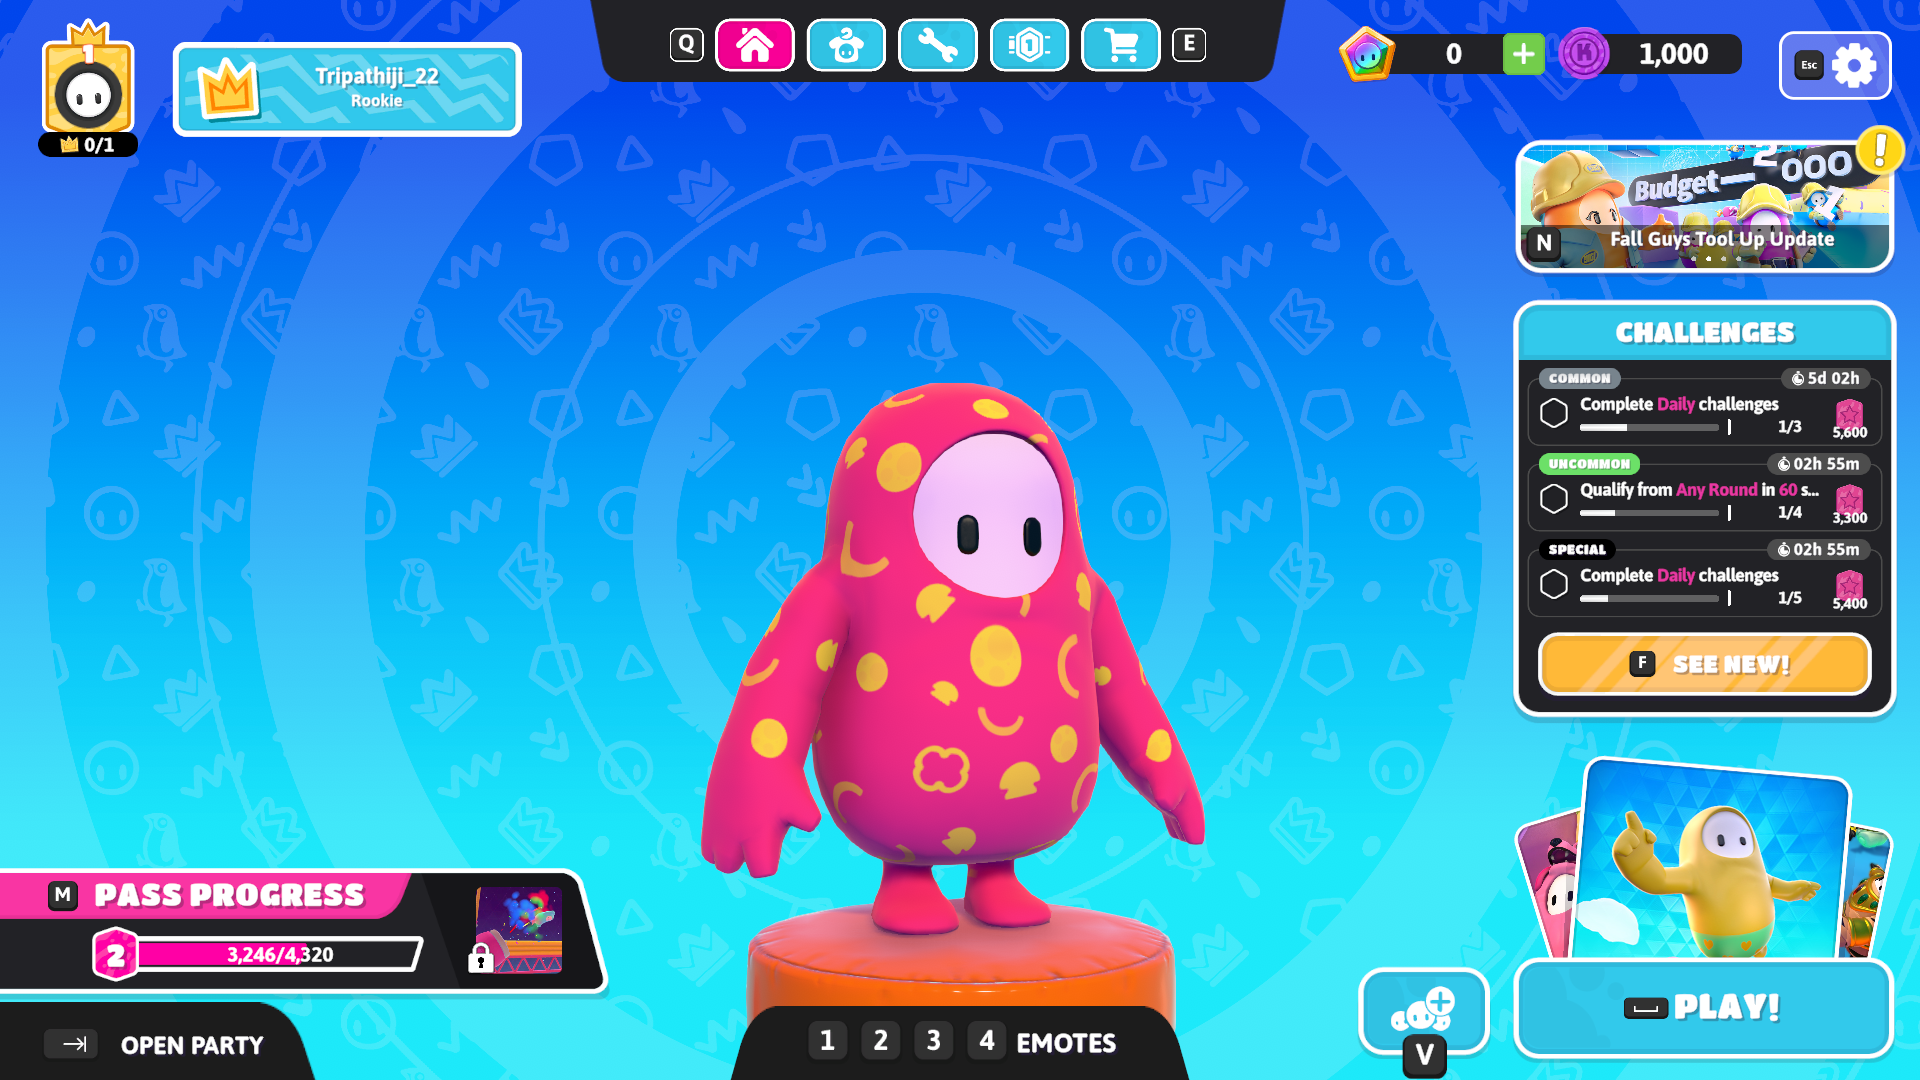 1
0/1
Tripathiji_22
Rookie
Q
1
E
0
K
1,000
Esc
Budget—2000
N
Fall Guys Tool Up Update
CHALLENGES
COMMON
5d 02h
Complete Daily challenges
1/3
5,600
UNCOMMON
02h 55m
Qualify from Any Round in 60 s...
1/4
3,300
SPECIAL
02h 55m
Complete Daily challenges
1/5
5,400
F SEE NEW!
M PASS PROGRESS
2
3,246/4,320
OPEN PARTY
1 2 3 4 EMOTES
V
PLAY!